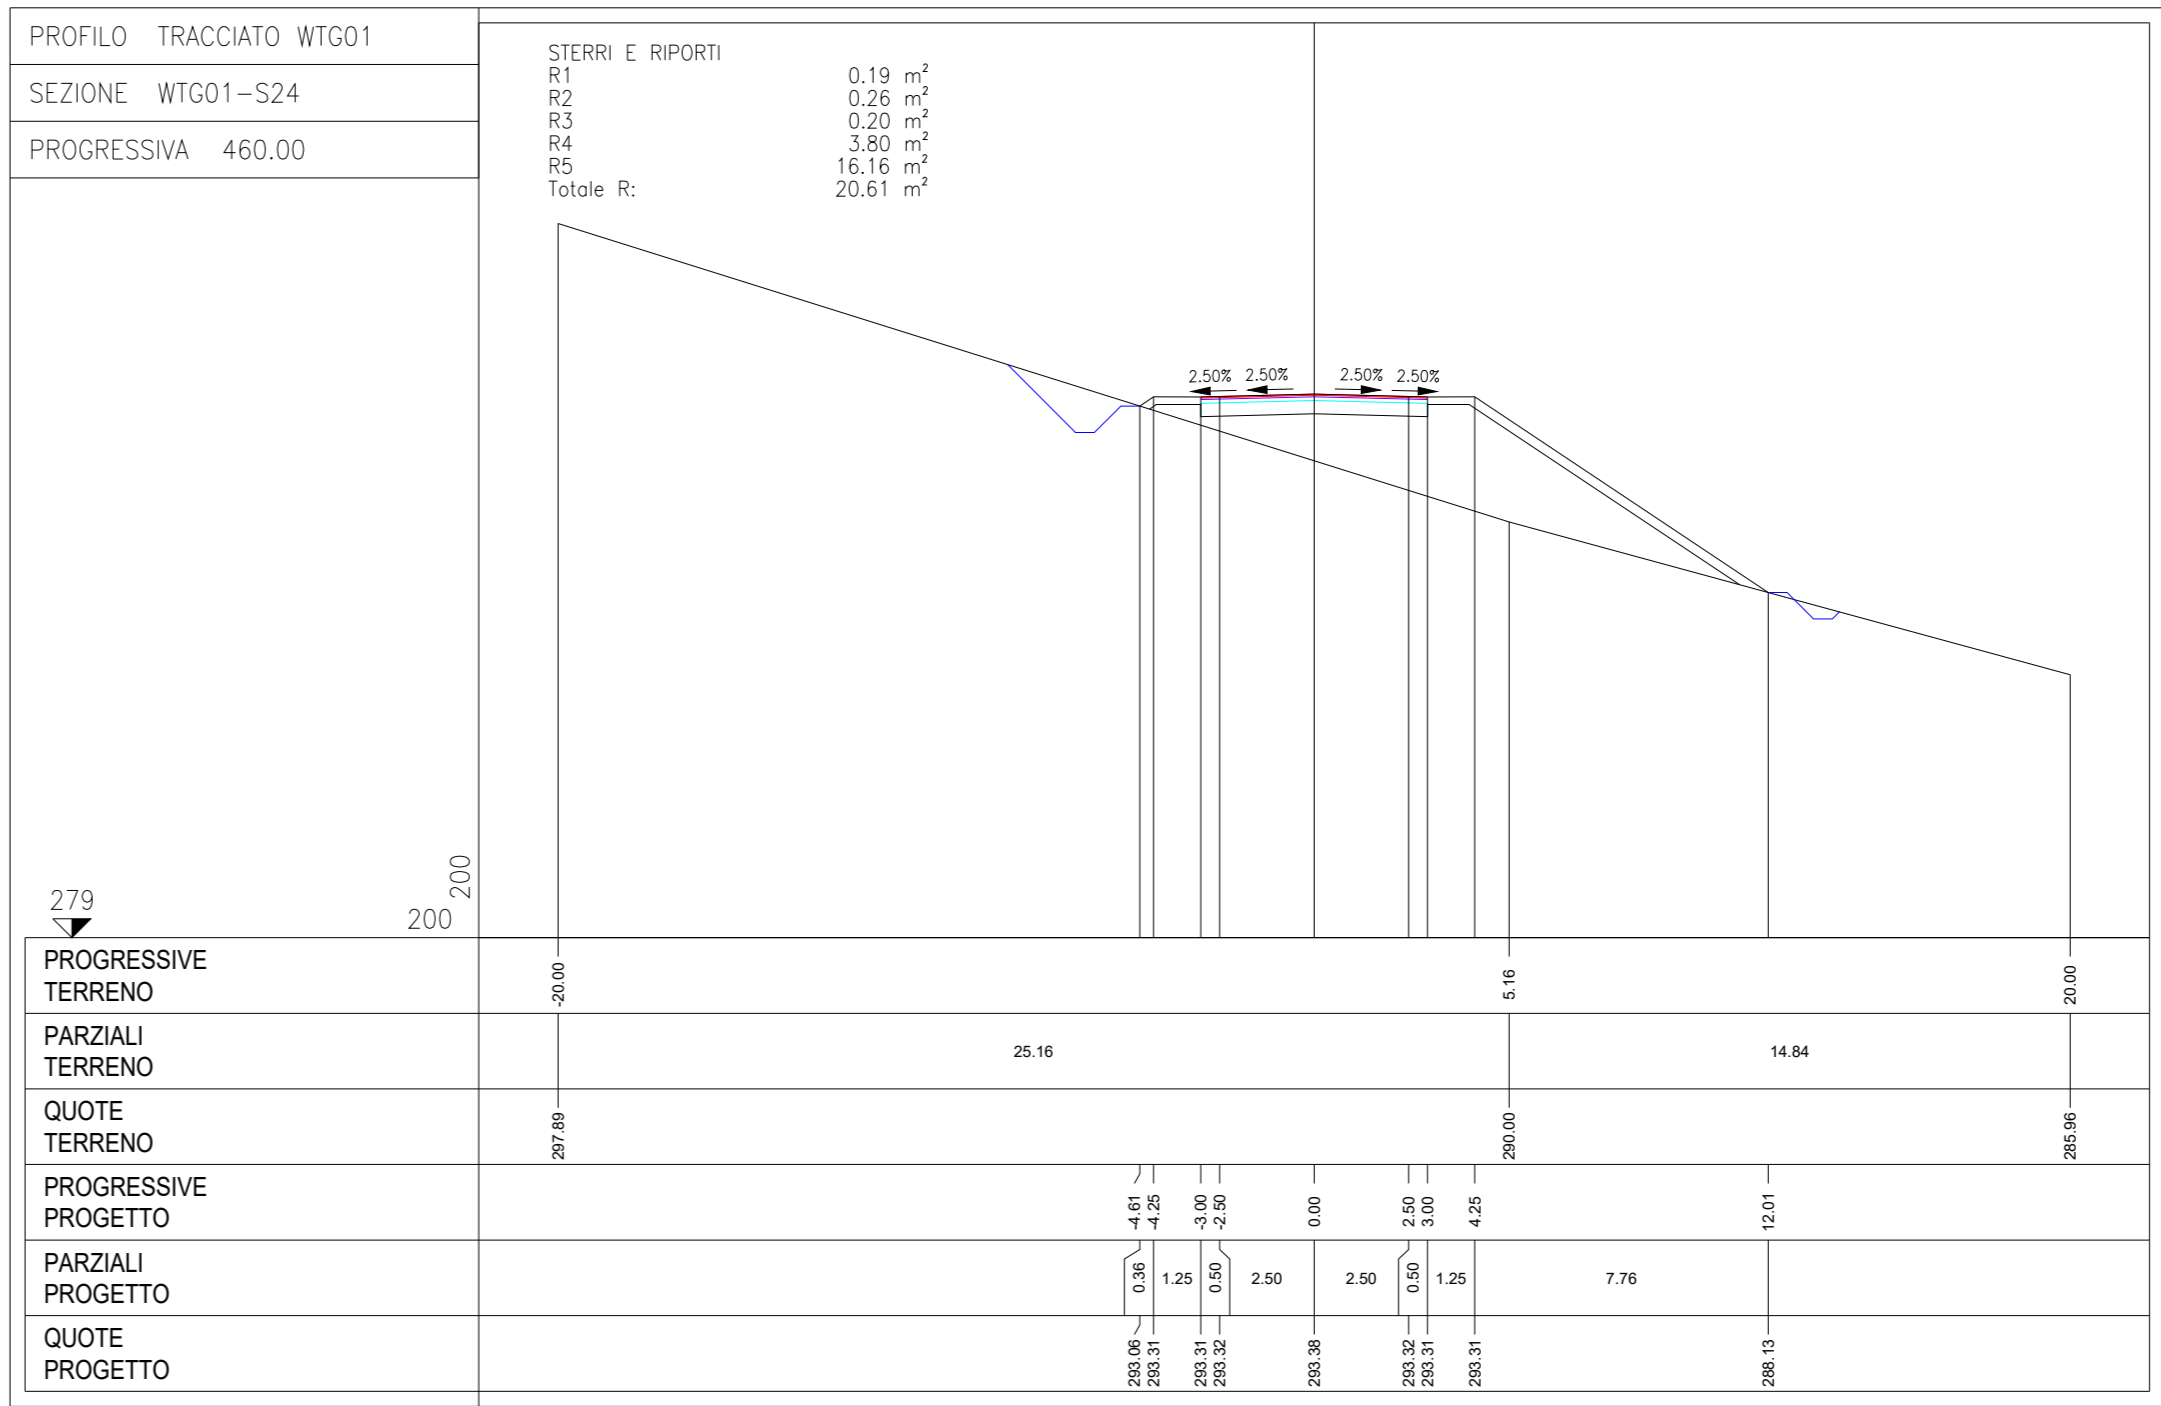 PROFILO TRACCIATO WTG01
SEZIONE WTG01-S24
PROGRESSIVA 460.00
STERRI E RIPORTI
R1 0.19 m²
R2 0.26 m²
R3 0.20 m²
R4 3.80 m²
R5 16.16 m²
Totale R: 20.61 m²
2.50% 2.50% 2.50% 2.50%
279
200
200
PROGRESSIVE
TERRENO
-20.00 5.16 20.00
PARZIALI
TERRENO
25.16 14.84
QUOTE
TERRENO
297.89 290.00 285.96
PROGRESSIVE
PROGETTO
-4.61 -4.25 -3.00 -2.50 0.00 2.50 3.00 4.25 12.01
PARZIALI
PROGETTO
0.36 1.25 0.50 2.50 2.50 0.50 1.25 7.76
QUOTE
PROGETTO
293.06 293.31 293.31 293.32 293.38 293.32 293.31 293.31 288.13